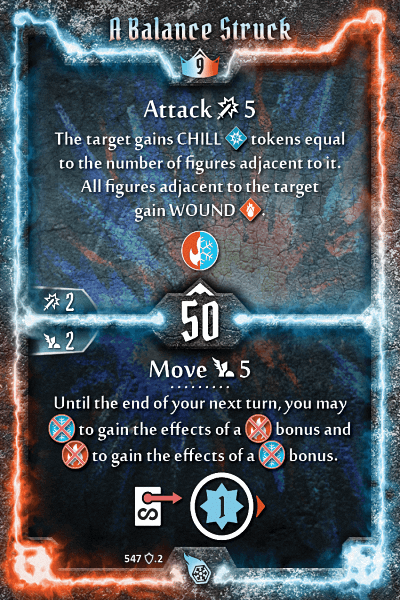 A Balance Struck
9
Attack 5
The target gains CHILL tokens equal
to the number of figures adjacent to it.
All figures adjacent to the target
gain WOUND.
2
50
2
Move 5
Until the end of your next turn, you may
to gain the effects of a bonus and
to gain the effects of a bonus.
1
547 .2